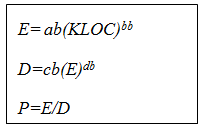 E= ab(KLOC)bb
D=cb(E)db
P=E/D